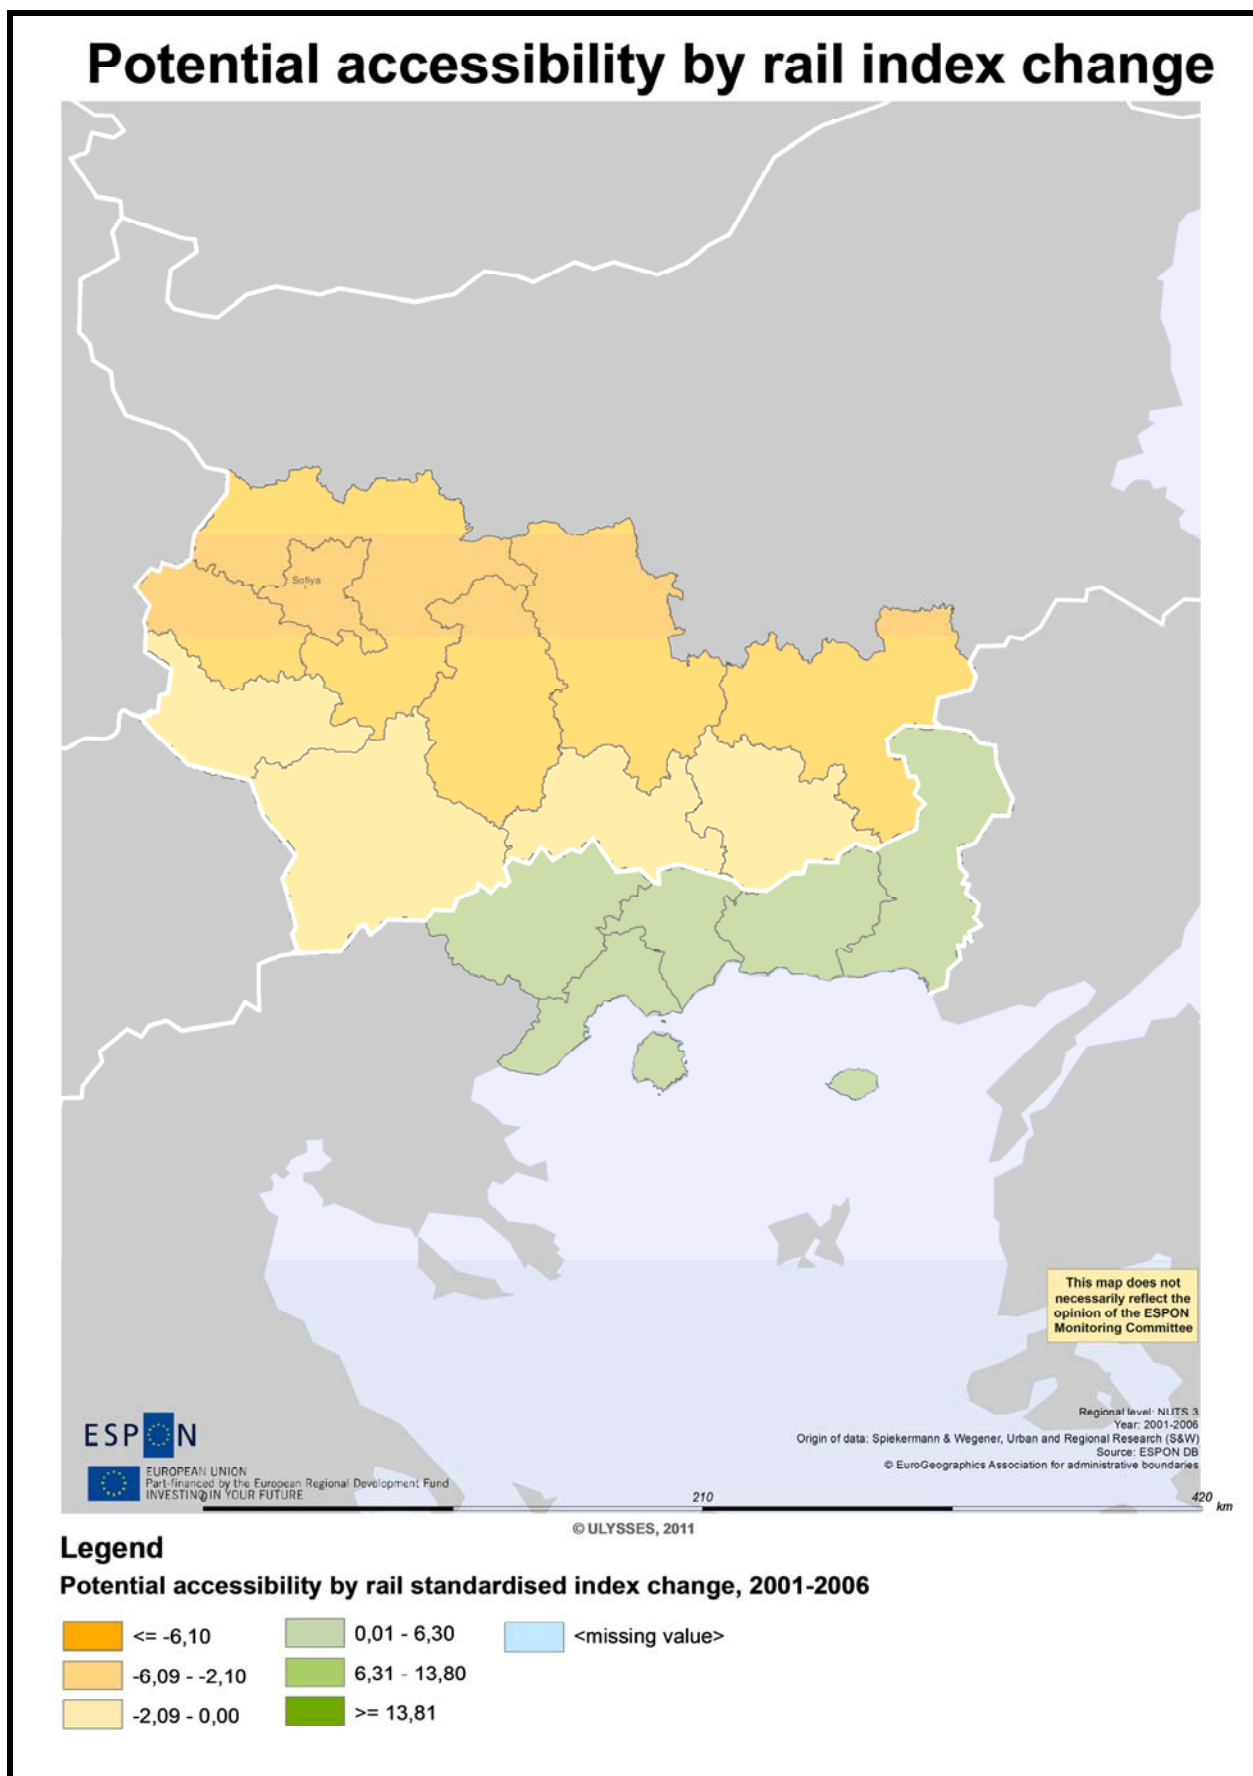 Potential accessibility by rail index change
Sofiya
This map does not
necessarily reflect the
opinion of the ESPON
Monitoring Committee
ESPON
Regional level: NUTS 3
Year: 2001-2006
Origin of data: Spiekermann & Wegener, Urban and Regional Research (S&W)
Source: ESPON DB
© EuroGeographics Association for administrative boundaries
EUROPEAN UNION
Part-financed by the European Regional Development Fund
INVESTING IN YOUR FUTURE
0 210 420 km
© ULYSSES, 2011
Legend
Potential accessibility by rail standardised index change, 2001-2006
<= -6,10 0,01 - 6,30 <missing value>
-6,09 - -2,10 6,31 - 13,80
-2,09 - 0,00 >= 13,81